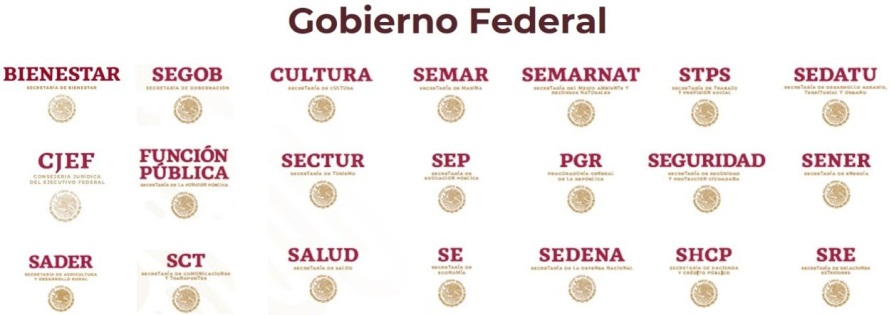 Gobierno Federal
BIENESTAR
SECRETARÍA DE BIENESTAR
SEGOB
SECRETARÍA DE GOBERNACIÓN
CULTURA
SECRETARÍA DE CULTURA
SEMAR
SECRETARÍA DE MARINA
SEMARNAT
SECRETARÍA DEL MEDIO AMBIENTE Y
RECURSOS NATURALES
STPS
SECRETARÍA DE TRABAJO
Y PREVISIÓN SOCIAL
SEDATU
SECRETARÍA DE DESARROLLO AGRARIO,
TERRITORIAL Y URBANO
CJEF
CONSEJERÍA JURÍDICA
DEL EJECUTIVO FEDERAL
FUNCIÓN
PÚBLICA
SECRETARÍA DE LA FUNCIÓN PÚBLICA
SECTUR
SECRETARÍA DE TURISMO
SEP
SECRETARÍA DE
EDUCACIÓN PÚBLICA
PGR
PROCURADURÍA GENERAL
DE LA REPÚBLICA
SEGURIDAD
SECRETARÍA DE SEGURIDAD
Y PROTECCIÓN CIUDADANA
SENER
SECRETARÍA DE ENERGÍA
SADER
SECRETARÍA DE AGRICULTURA
Y DESARROLLO RURAL
SCT
SECRETARÍA DE COMUNICACIONES
Y TRANSPORTES
SALUD
SECRETARÍA DE SALUD
SE
SECRETARÍA DE
ECONOMÍA
SEDENA
SECRETARÍA DE LA DEFENSA NACIONAL
SHCP
SECRETARÍA DE HACIENDA
Y CRÉDITO PÚBLICO
SRE
SECRETARÍA DE RELACIONES
EXTERIORES